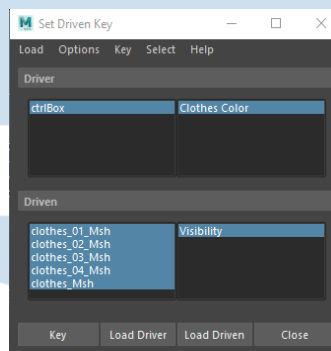 Set Driven Key
Load Options Key Select Help
Driver
ctrlBox Clothes Color
Driven
clothes_01_Msh Visibility
clothes_02_Msh
clothes_03_Msh
clothes_04_Msh
clothes_Msh
Key Load Driver Load Driven Close